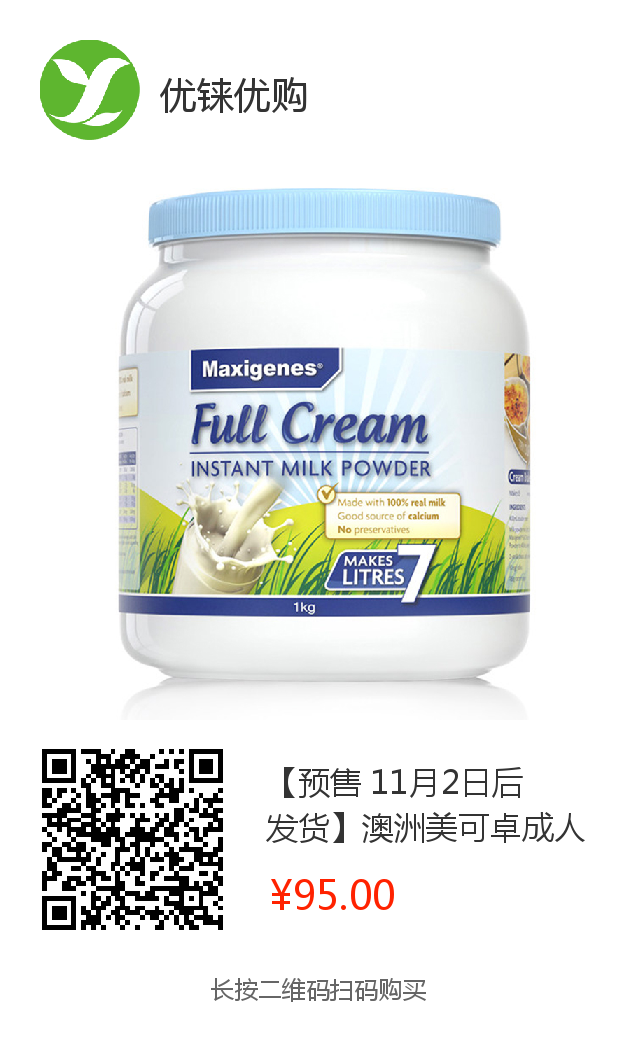 优铼优购
Maxigenes®
Full Cream
INSTANT MILK POWDER
Made with 100% real milk
Good source of calcium
No preservatives
MAKES
LITRES 7
1kg
【预售 11月2日后
发货】澳洲美可卓成人
¥95.00
长按二维码扫码购买